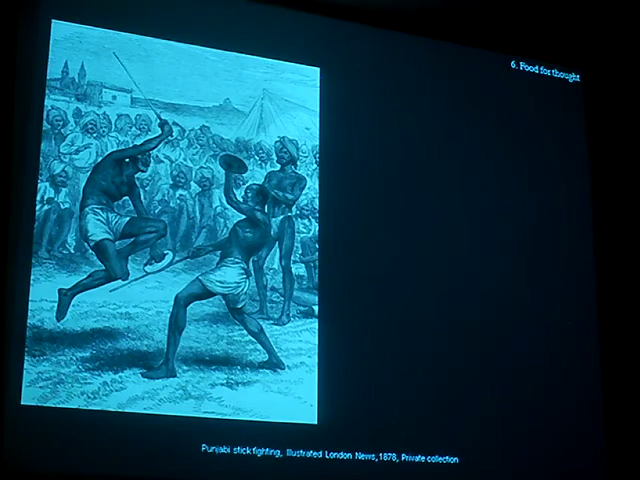 6. Food for thought
Punjabi stick fighting, Illustrated London News, 1878, Private collection